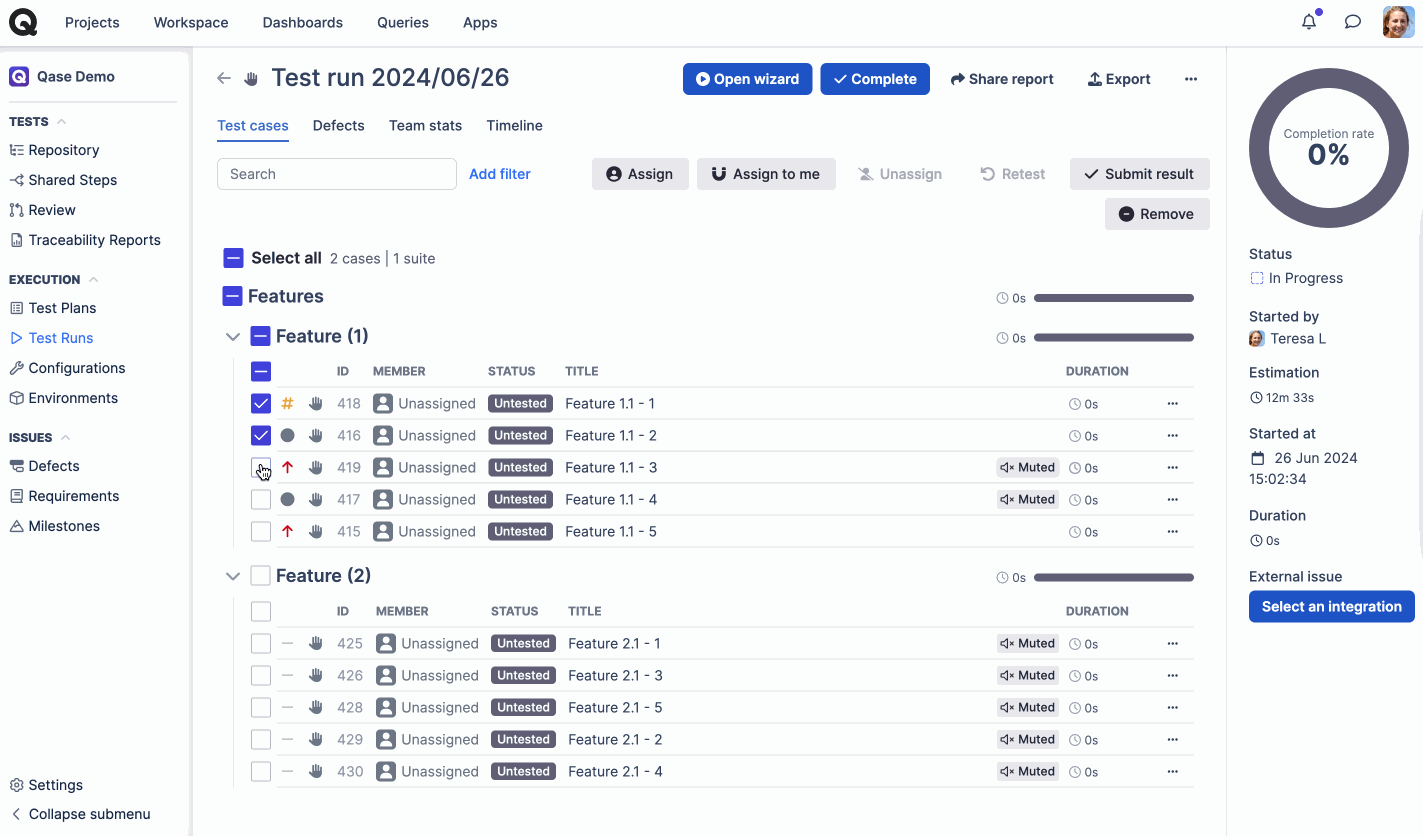 Projects Workspace Dashboards Queries Apps
Qase Demo
TESTS
Repository
Shared Steps
Review
Traceability Reports
EXECUTION
Test Plans
Test Runs
Configurations
Environments
ISSUES
Defects
Requirements
Milestones
Settings
Collapse submenu
Test run 2024/06/26
Open wizard Complete Share report Export
Test cases Defects Team stats Timeline
Search Add filter Assign Assign to me Unassign Retest Submit result
Remove
Select all 2 cases | 1 suite
Features 0s
Feature (1) 0s
ID MEMBER STATUS TITLE DURATION
418 Unassigned Untested Feature 1.1 - 1 0s
416 Unassigned Untested Feature 1.1 - 2 0s
419 Unassigned Untested Feature 1.1 - 3 Muted 0s
417 Unassigned Untested Feature 1.1 - 4 Muted 0s
415 Unassigned Untested Feature 1.1 - 5 0s
Feature (2) 0s
ID MEMBER STATUS TITLE DURATION
425 Unassigned Untested Feature 2.1 - 1 Muted 0s
426 Unassigned Untested Feature 2.1 - 3 Muted 0s
428 Unassigned Untested Feature 2.1 - 5 Muted 0s
429 Unassigned Untested Feature 2.1 - 2 Muted 0s
430 Unassigned Untested Feature 2.1 - 4 Muted 0s
Completion rate
0%
Status
In Progress
Started by
Teresa L
Estimation
12m 33s
Started at
26 Jun 2024
15:02:34
Duration
0s
External issue
Select an integration